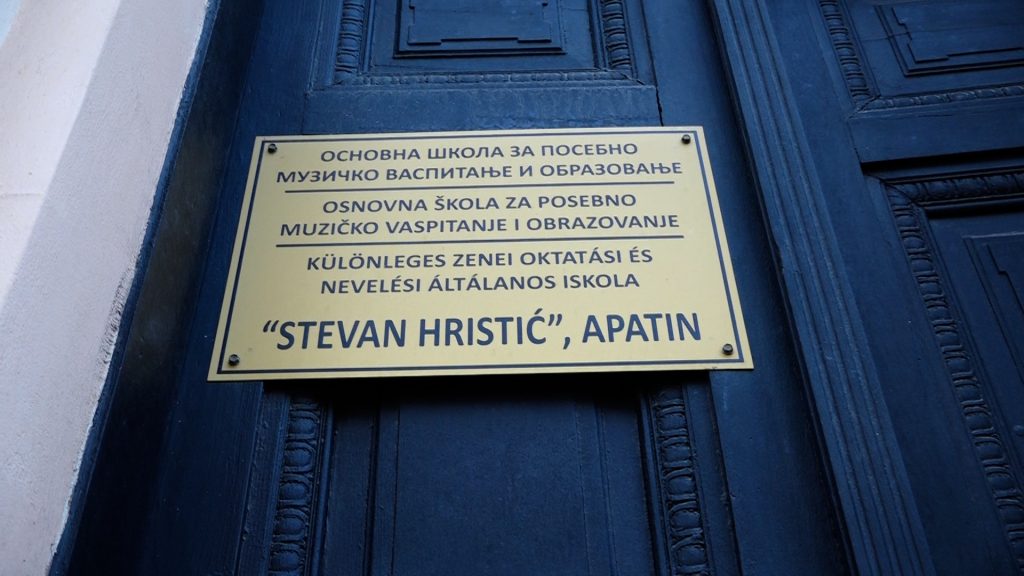 ОСНОВНА ШКОЛА ЗА ПОСЕБНО
МУЗИЧКО ВАСПИТАЊЕ И ОБРАЗОВАЊЕ
OSNOVNA ŠKOLA ZA POSEBNO
MUZIČKO VASPITANJE I OBRAZOVANJE
KÜLÖNLEGES ZENEI OKTATÁSI ÉS
NEVELÉSI ÁLTÁLANOS ISKOLA
“STEVAN HRISTIĆ”, APATIN